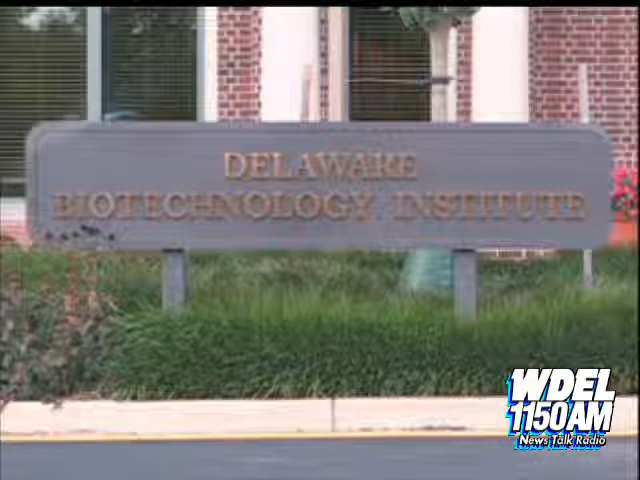 DELAWARE
BIOTECHNOLOGY INSTITUTE
WDEL
1150AM
News Talk Radio